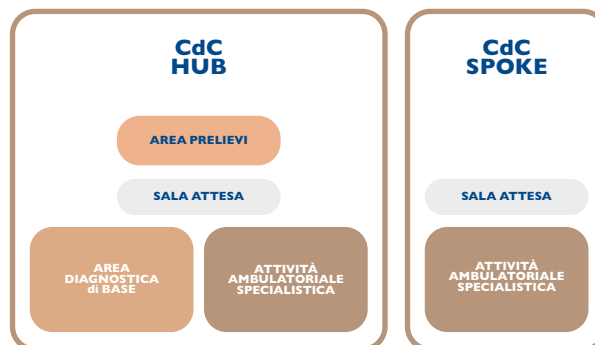 CdC
HUB
AREA PRELIEVI
SALA ATTESA
AREA
DIAGNOSTICA
di BASE
ATTIVITÀ
AMBULATORIALE
SPECIALISTICA
CdC
SPOKE
SALA ATTESA
ATTIVITÀ
AMBULATORIALE
SPECIALISTICA